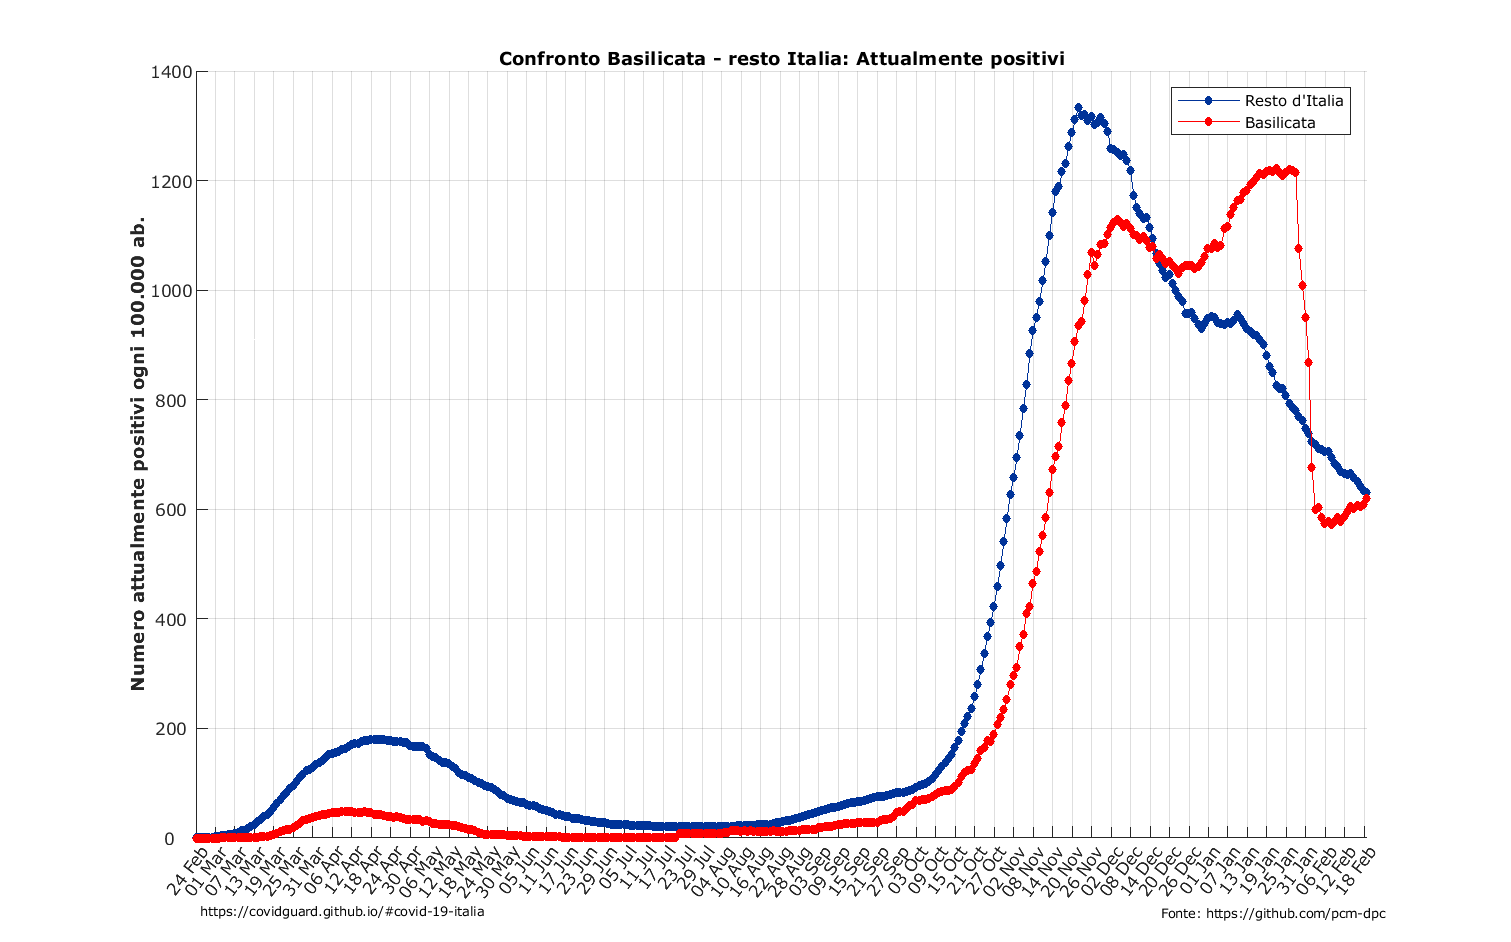 Confronto Basilicata - resto Italia: Attualmente positivi
Numero attualmente positivi ogni 100.000 ab.
1400
1200
1000
800
600
400
200
0
Resto d'Italia
Basilicata
24 Feb
01 Mar
07 Mar
13 Mar
19 Mar
25 Mar
31 Mar
06 Apr
12 Apr
18 Apr
24 Apr
30 Apr
06 May
12 May
18 May
24 May
30 May
05 Jun
11 Jun
17 Jun
23 Jun
29 Jun
05 Jul
11 Jul
17 Jul
23 Jul
29 Jul
04 Aug
10 Aug
16 Aug
22 Aug
28 Aug
03 Sep
09 Sep
15 Sep
21 Sep
27 Sep
03 Oct
09 Oct
15 Oct
21 Oct
27 Oct
02 Nov
08 Nov
14 Nov
20 Nov
26 Nov
02 Dec
08 Dec
14 Dec
20 Dec
26 Dec
01 Jan
07 Jan
13 Jan
19 Jan
25 Jan
31 Jan
06 Feb
12 Feb
18 Feb
https://covidguard.github.io/#covid-19-italia
Fonte: https://github.com/pcm-dpc